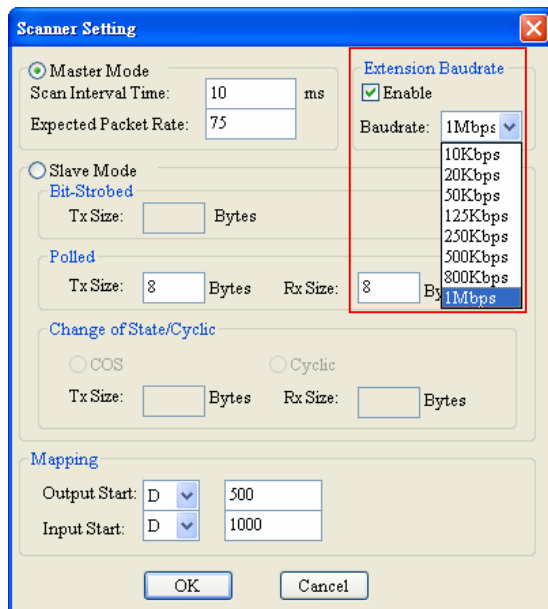 Scanner Setting
Master Mode
Scan Interval Time: 10 ms
Expected Packet Rate: 75
Extension Baudrate
Enable
Baudrate: 1Mbps
10Kbps
20Kbps
50Kbps
125Kbps
250Kbps
500Kbps
800Kbps
1Mbps
Slave Mode
Bit-Strobed
Tx Size: Bytes
Polled
Tx Size: 8 Bytes Rx Size: 8 By
Change of State/Cyclic
COS Cyclic
Tx Size: Bytes Rx Size: Bytes
Mapping
Output Start: D 500
Input Start: D 1000
OK Cancel